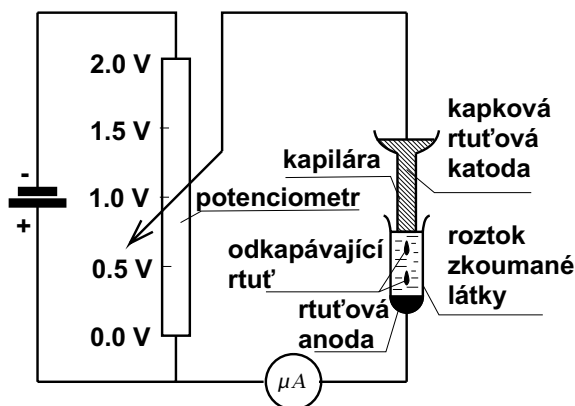 2.0 V
1.5 V
1.0 V
0.5 V
0.0 V
-
+
potenciometr
kapilára
kapková
rtuťová
katoda
odkapávající
rtuť
rtuťová
anoda
roztok
zkoumané
látky
μA